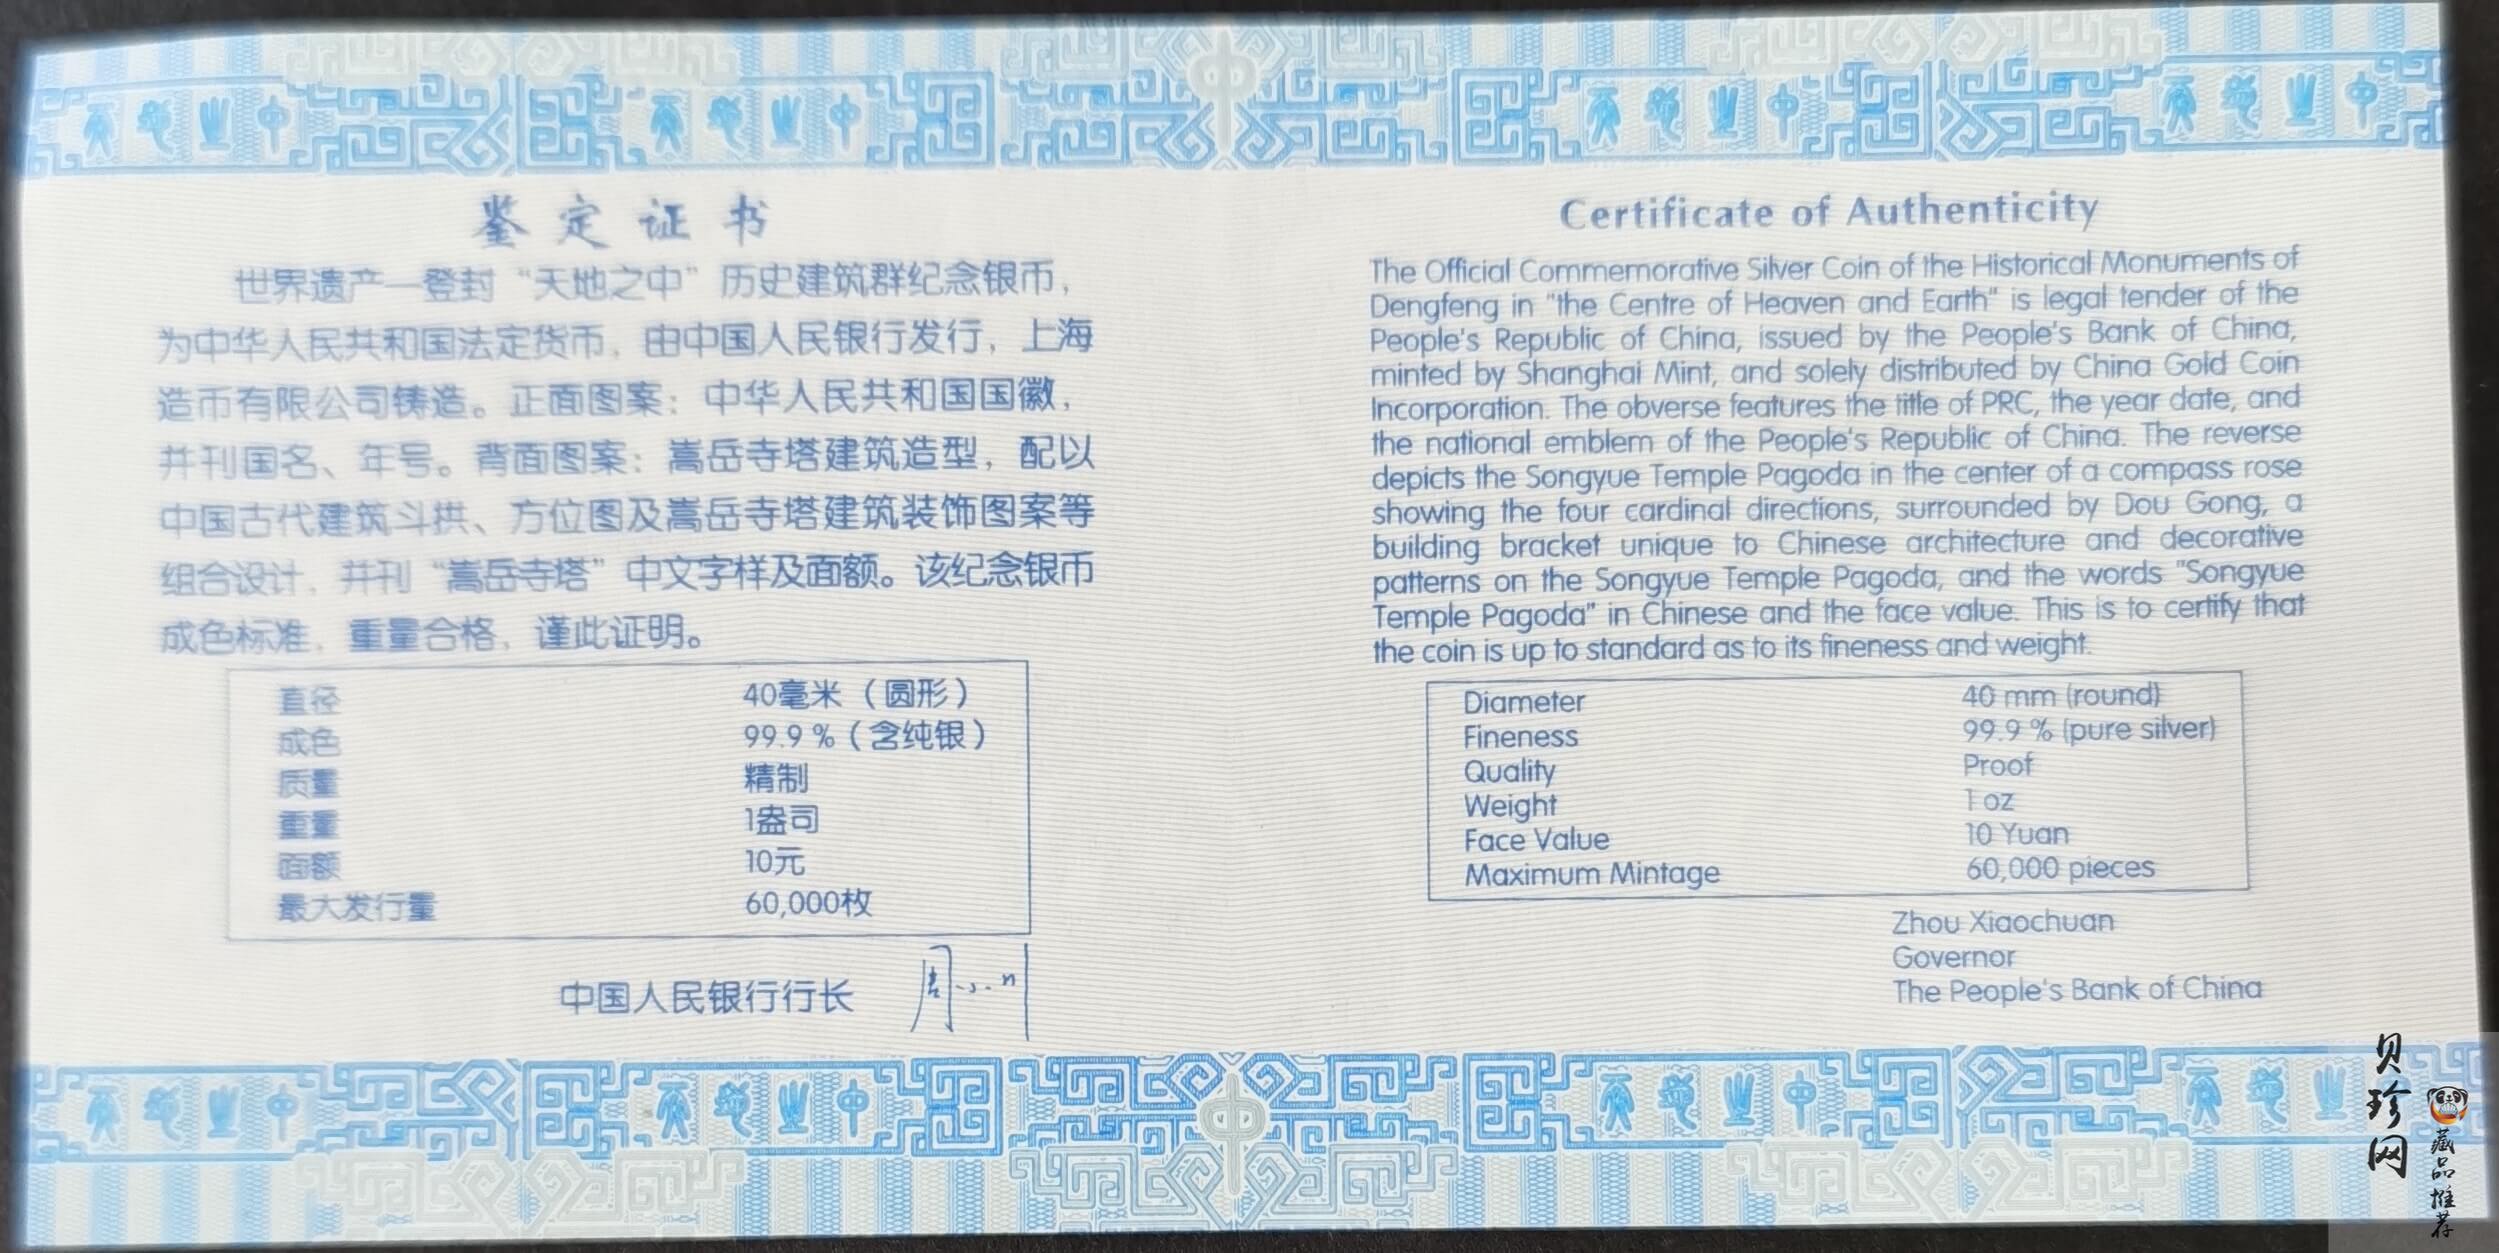 鉴定证书
世界遗产—登封“天地之中”历史建筑群纪念银币，
为中华人民共和国法定货币，由中国人民银行发行，上海
造币有限公司铸造。正面图案：中华人民共和国国徽，
并刊国名、年号。背面图案：嵩岳寺塔建筑造型，配以
中国古代建筑斗拱、方位图及嵩岳寺塔建筑装饰图案等
组合设计，并刊“嵩岳寺塔”中文字样及面额。该纪念银币
成色标准，重量合格，谨此证明。
直径 40毫米（圆形）
成色 99.9%（含纯银）
质量 精制
重量 1盎司
面额 10元
最大发行量 60,000枚
中国人民银行行长
Certificate of Authenticity
The Official Commemorative Silver Coin of the Historical Monuments of
Dengfeng in "the Centre of Heaven and Earth" is legal tender of the
People's Republic of China, issued by the People's Bank of China,
minted by Shanghai Mint, and solely distributed by China Gold Coin
Incorporation. The obverse features the title of PRC, the year date, and
the national emblem of the People's Republic of China. The reverse
depicts the Songyue Temple Pagoda in the center of a compass rose
showing the four cardinal directions, surrounded by Dou Gong, a
building bracket unique to Chinese architecture and decorative
patterns on the Songyue Temple Pagoda, and the words "Songyue
Temple Pagoda" in Chinese and the face value. This is to certify that
the coin is up to standard as to its fineness and weight.
Diameter 40 mm (round)
Fineness 99.9 % (pure silver)
Quality Proof
Weight 1 oz
Face Value 10 Yuan
Maximum Mintage 60,000 pieces
Zhou Xiaochuan
Governor
The People's Bank of China
贝珍网
藏品推荐